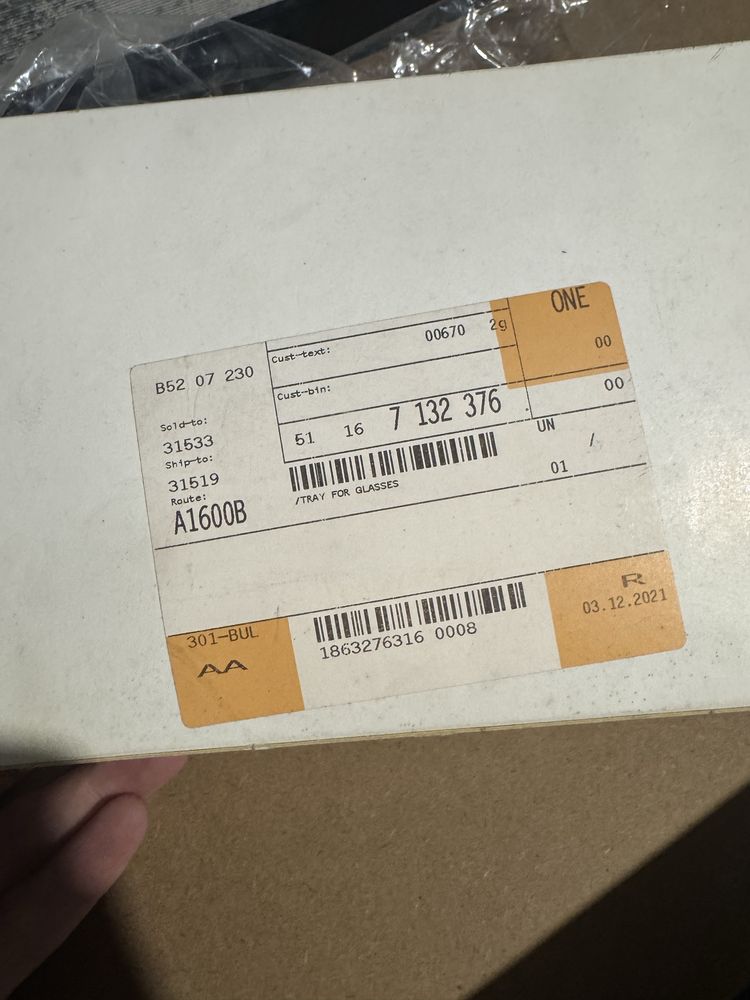 B52 07 230
Cust-text:
00670 2g
ONE
00
Cust-bin:
00
Sold-to:
31533
51 16 7 132 376
UN /
Ship-to:
31519
/TRAY FOR GLASSES
01
Route:
A1600B
301-BUL
AA
1863276316 0008
R
03.12.2021